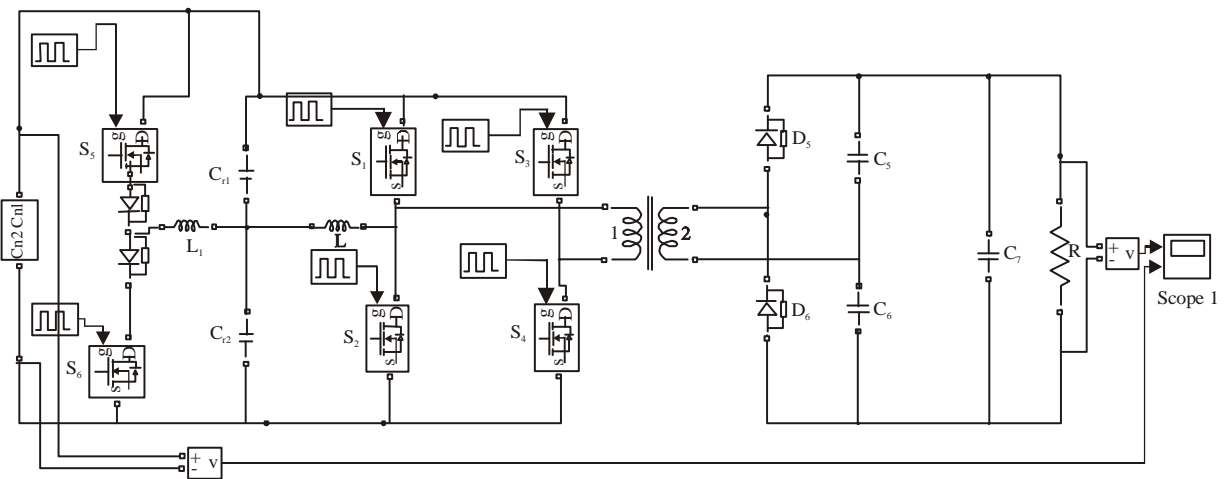 S5
g
D
S6
g
D
s
Cn2 Cn1
L1
Cr1
Cr2
L
S1
g
D
s
S2
g
D
s
S3
g
D
s
S4
g
D
s
1
2
D5
D6
C5
C6
C7
R
+
-
v
Scope 1
+
-
v